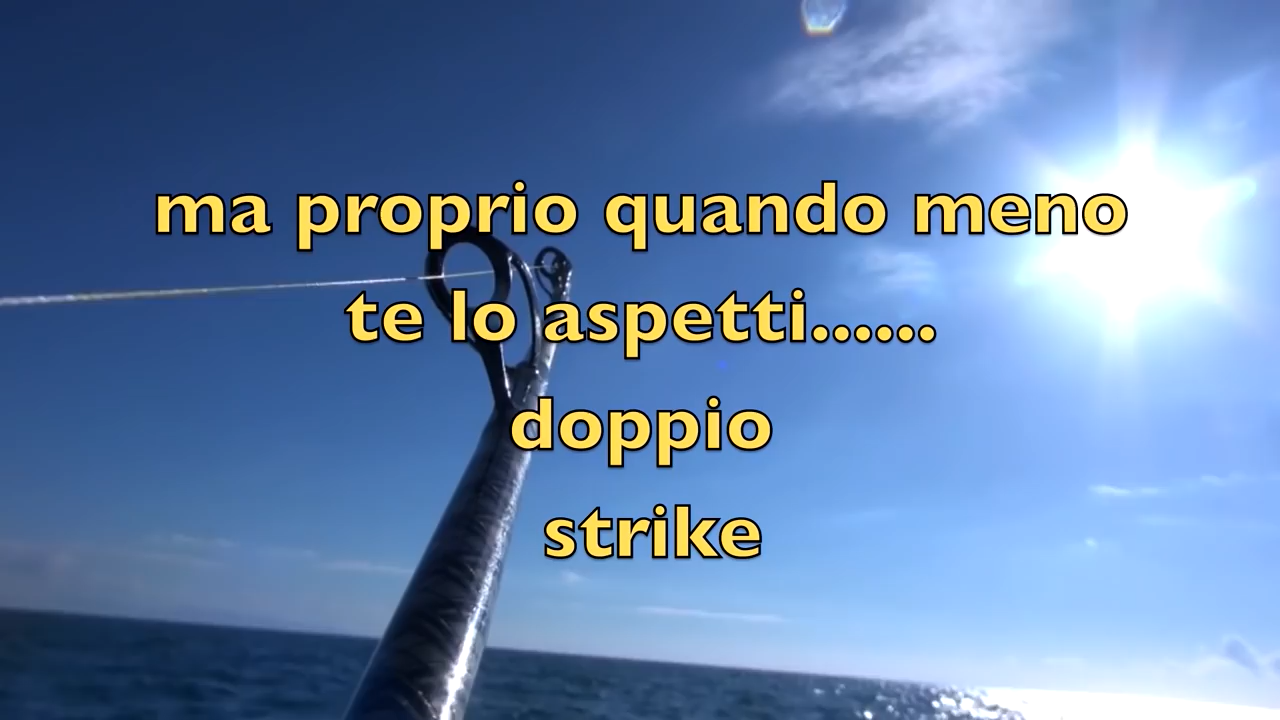 ma proprio quando meno
te lo aspetti......
doppio
strike